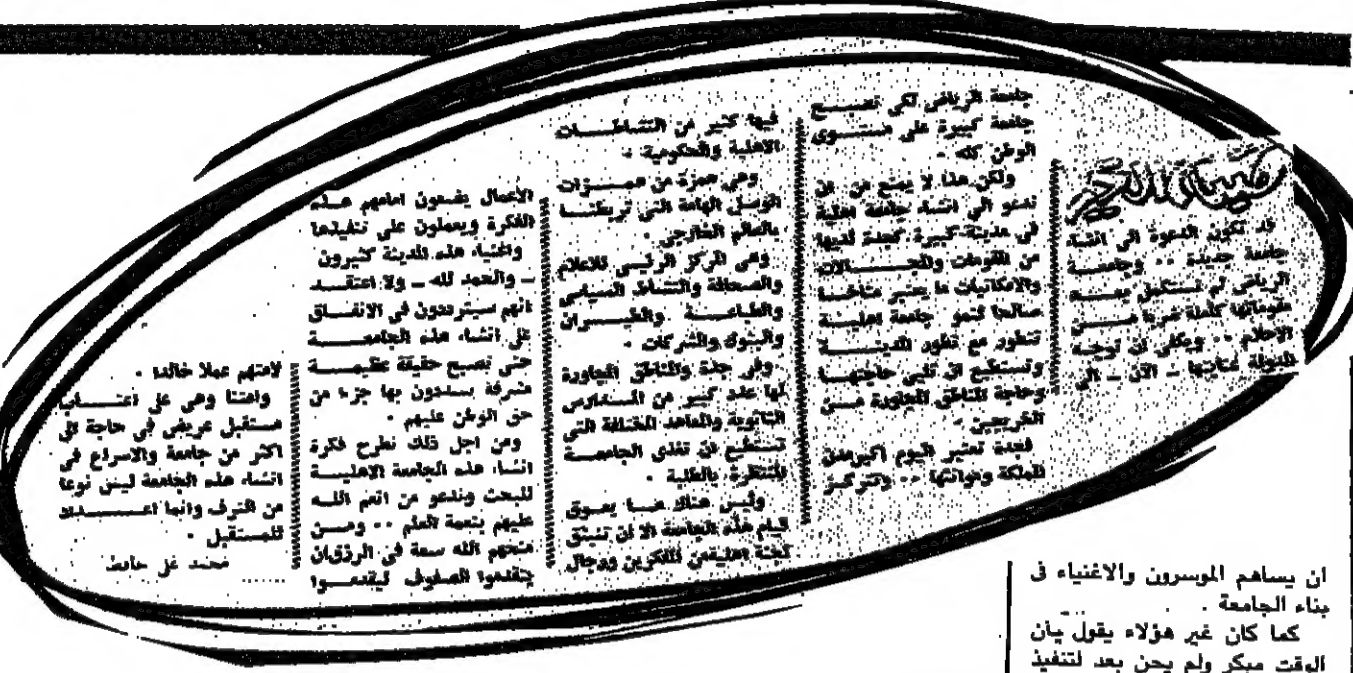 قد تكون الدعوة الى انشاء
جامعة جديدة .. وجامعة
الرياض لم تستكمل بعد
مقوماتها كاملة ضربا من
الاحلام .. وينبغي ان توجه
الدولة عنايتها - الآن - الى
جامعة الرياض لكي تصبح
جامعة كبيرة على مستوى
الوطن كله .
ولكن هذا لا يمنع من ان
ندعو الى انشاء جامعة اهلية
في مدينة كبيرة كجدة لديها
من المقومات والمجالات
والامكانيات ما يعتبر مناخا
صالحا لنمو جامعة اهلية
تتطور مع تطور المدينة
وتستطيع ان تلبي حاجتها
وحاجة المناطق المجاورة من
الخريجين .
فجدة تعتبر اليوم اكبر مدن
المملكة وموانئها .. وتتركز
فيها كثير من النشاطات
الاهلية والحكومية .
وهي همزة من همزات
الوصل الهامة التي تربطنا
بالعالم الخارجي .
وهي المركز الرئيسي للاعلام
والصحافة والنشاط السياسي
والطباعة والطيران
والبنوك والشركات .
وفي جدة والمناطق المجاورة
لها عدد كبير من المدارس
الثانوية والمعاهد المختلفة التي
تستطيع ان تغذي الجامعة
المنتظرة بالطلبة .
وليس هناك ما يعوق
قيام هذه الجامعة الا ان تنبثق
لجنة اهلية من المفكرين ورجال
الاعمال يضعون امامهم هذه
الفكرة ويعملون على تنفيذها
واغنياء هذه المدينة كثيرون
- والحمد لله - ولا اعتقد
انهم سيترددون في الانفاق
على انشاء هذه الجامعة
حتى تصبح حقيقة عظيمة
مشرفة يسددون بها جزءا من
حق الوطن عليهم .
ومن اجل ذلك نطرح فكرة
انشاء هذه الجامعة الاهلية
للبحث وندعو من انعم الله
عليهم بنعمة العلم .. ومن
منحهم الله سعة في الرزق ان
يتقدموا الصفوف ليقدموا
لامتهم عملا خالدا .
وامتنا وهي على اعتاب
مستقبل عريض في حاجة الى
اكثر من جامعة والاسراع في
انشاء هذه الجامعة ليس نوعا
من الترف وانما اعداد
للمستقبل .
محمد علي حافظ
ان يساهم الموسرون والاغنياء في
بناء الجامعة .
كما كان غير هؤلاء يقول بأن
الوقت مبكر ولم يحن بعد لتنفيذ